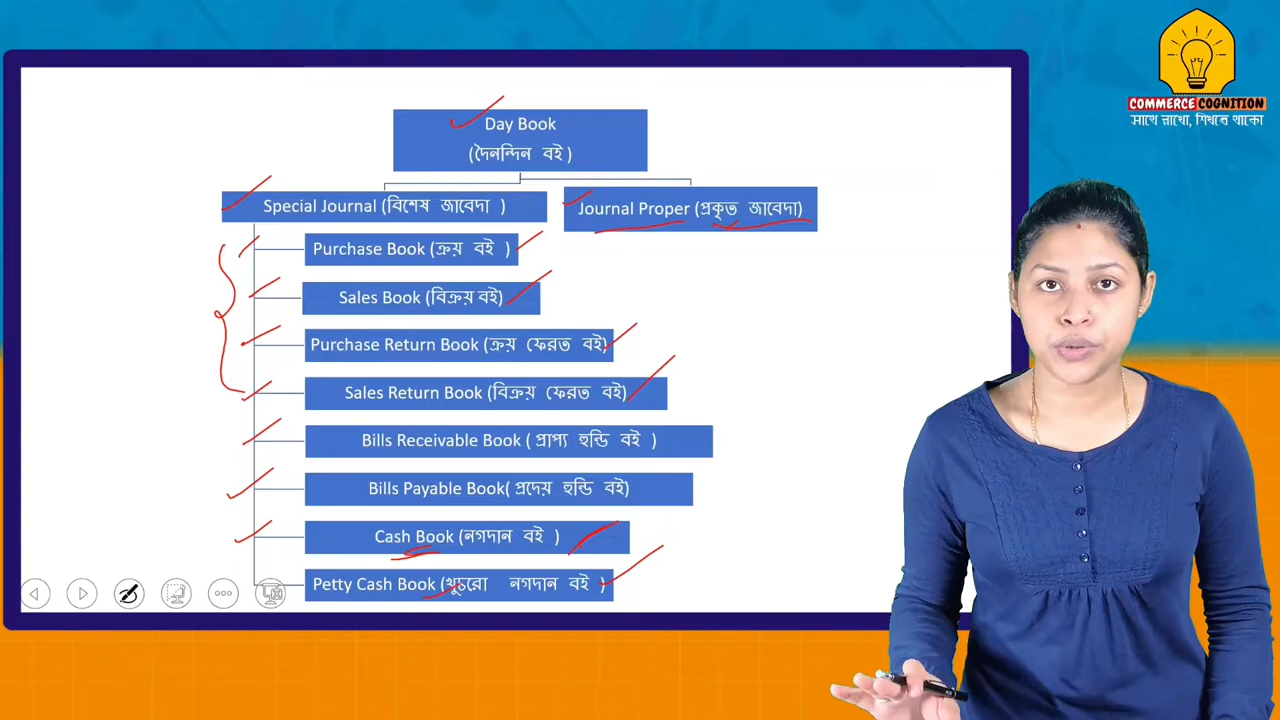 COMMERCE COGNITION
সাথে রাখো, শিখতে থাকো
Day Book
(দৈনন্দিন বই )
Special Journal (বিশেষ জাবেদা )
Journal Proper (প্রকৃত জাবেদা)
Purchase Book (ক্রয় বই )
Sales Book (বিক্রয় বই)
Purchase Return Book (ক্রয় ফেরত বই)
Sales Return Book (বিক্রয় ফেরত বই)
Bills Receivable Book ( প্রাপ্য হুন্ডি বই )
Bills Payable Book( প্রদেয় হুন্ডি বই)
Cash Book (নগদান বই )
Petty Cash Book (খুচরো নগদান বই )